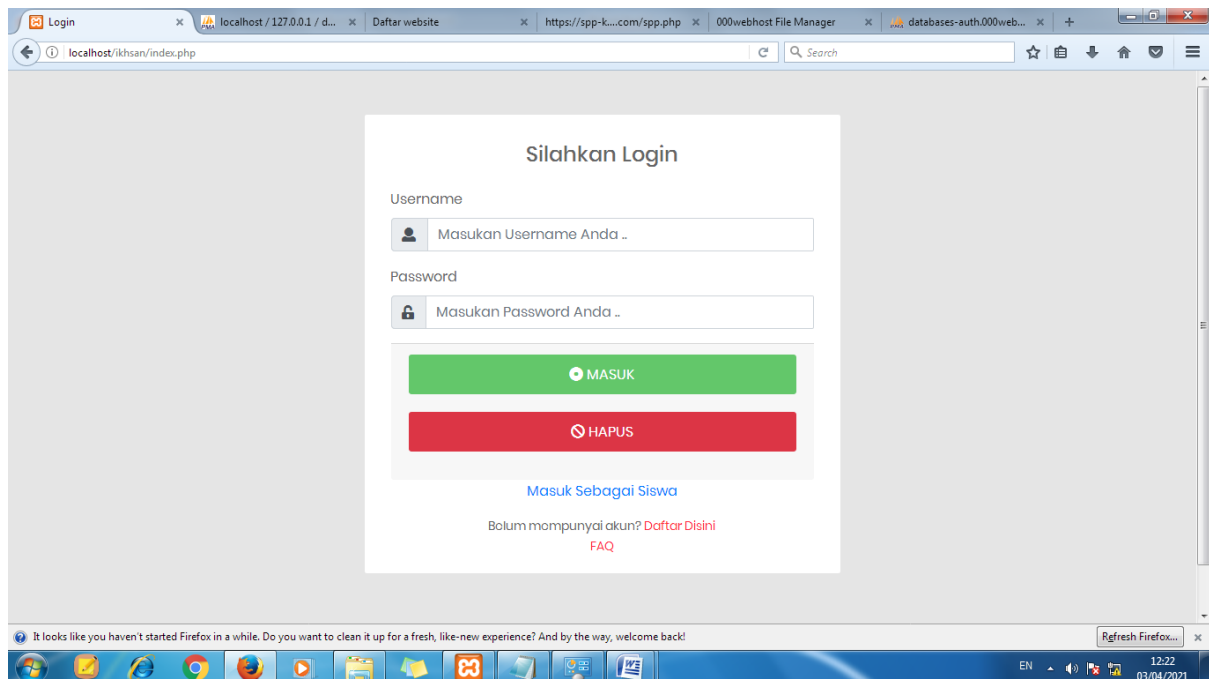 Login
localhost / 127.0.0.1 / d...
Daftar website
https://spp-k....com/spp.php
000webhost File Manager
databases-auth.000web...
localhost/ikhsan/index.php
Search
Silahkan Login
Username
Masukan Username Anda ..
Password
Masukan Password Anda ..
MASUK
HAPUS
Masuk Sebagai Siswa
Belum mempunyai akun? Daftar Disini
FAQ
It looks like you haven't started Firefox in a while. Do you want to clean it up for a fresh, like-new experience? And by the way, welcome back!
Refresh Firefox...
EN
12:22
03/04/2021